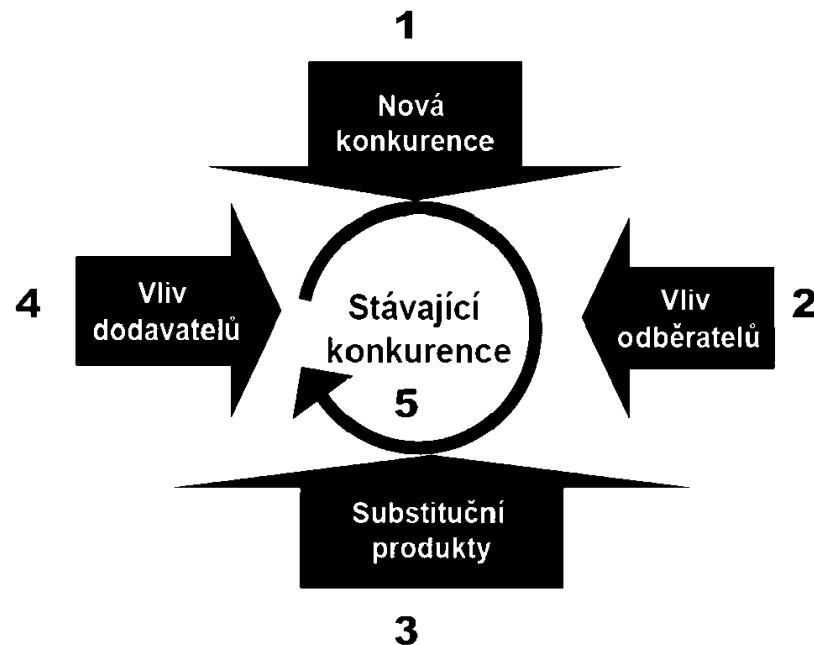 1
Nová
konkurence
4
Vliv
dodavatelů
Stávající
konkurence
5
Vliv
odběratelů
2
Substituční
produkty
3